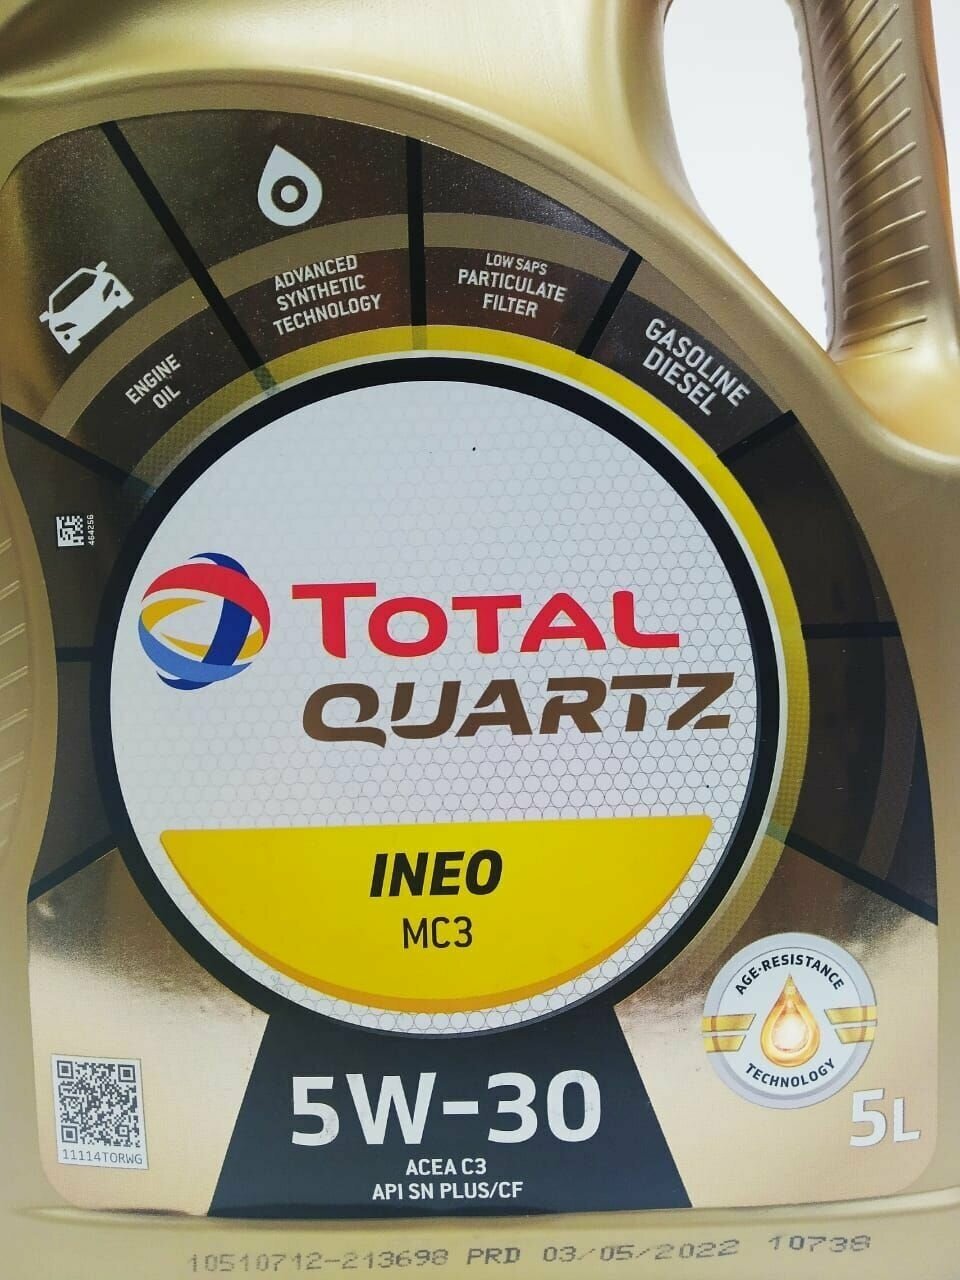 ADVANCED
SYNTHETIC
TECHNOLOGY
LOW SAPS
PARTICULATE
FILTER
ENGINE
OIL
GASOLINE
DIESEL
464256
TOTAL
QUARTZ
INEO
MC3
AGE-RESISTANCE
TECHNOLOGY
5W-30
5L
ACEA C3
API SN PLUS/CF
11114TORWG
10510712-213698 PRD 03/05/2022 10738